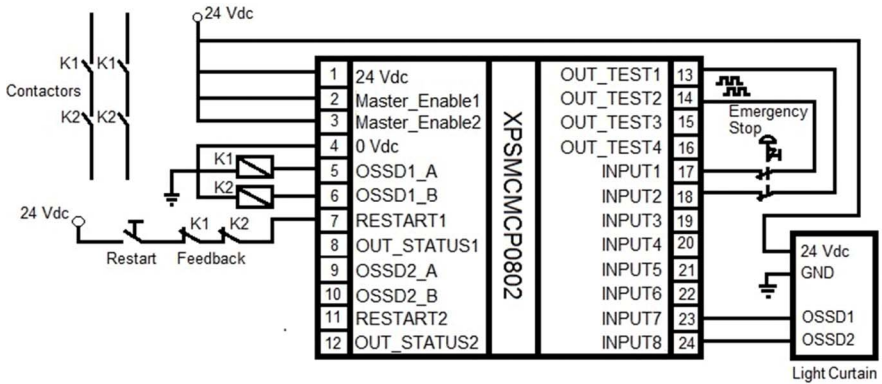 24 Vdc
K1 K1
Contactors
K2 K2
K1
K2
24 Vdc
Restart
K1 K2
Feedback
1 24 Vdc
2 Master_Enable1
3 Master_Enable2
4 0 Vdc
5 OSSD1_A
6 OSSD1_B
7 RESTART1
8 OUT_STATUS1
9 OSSD2_A
10 OSSD2_B
11 RESTART2
12 OUT_STATUS2
XPSMCMCP0802
OUT_TEST1 13
OUT_TEST2 14
OUT_TEST3 15
OUT_TEST4 16
INPUT1 17
INPUT2 18
INPUT3 19
INPUT4 20
INPUT5 21
INPUT6 22
INPUT7 23
INPUT8 24
Emergency
Stop
24 Vdc
GND
OSSD1
OSSD2
Light Curtain